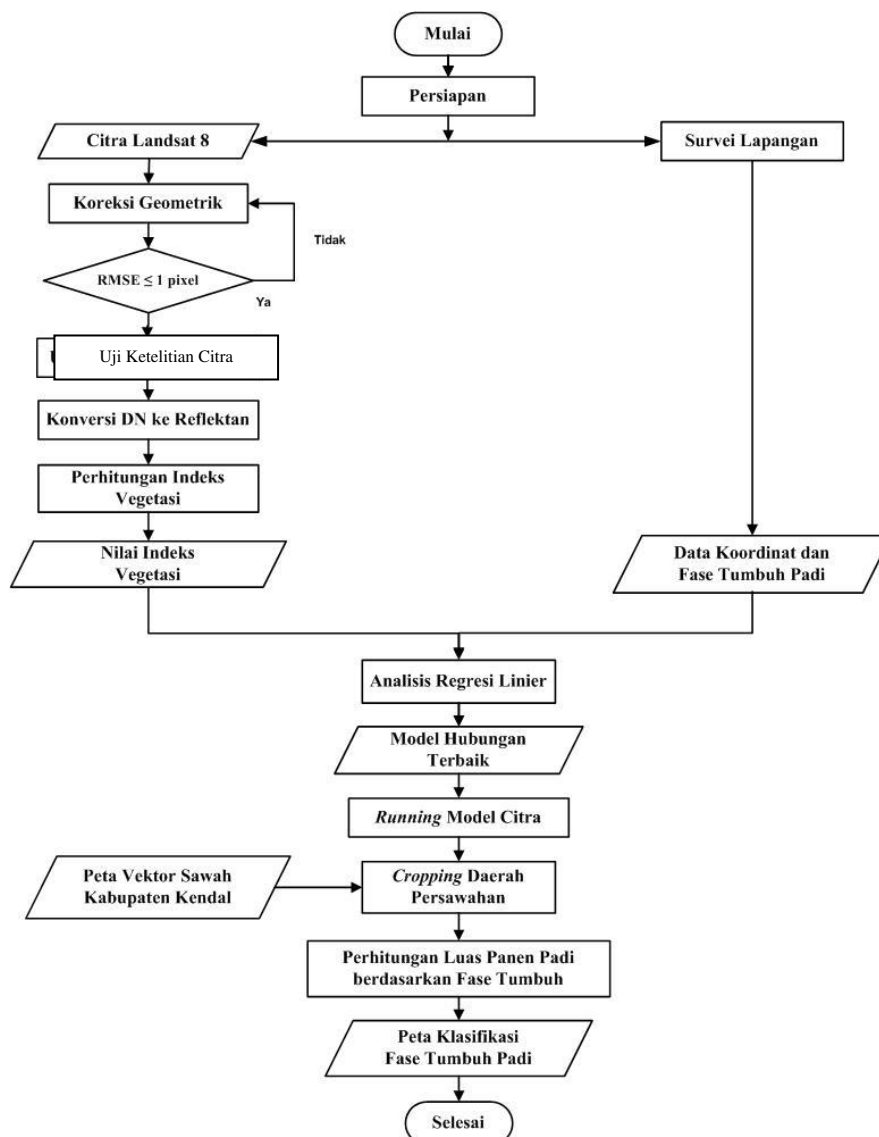 Mulai
Persiapan
Citra Landsat 8
Survei Lapangan
Koreksi Geometrik
Tidak
RMSE ≤ 1 pixel
Ya
Uji Ketelitian Citra
Konversi DN ke Reflektan
Perhitungan Indeks
Vegetasi
Nilai Indeks
Vegetasi
Data Koordinat dan
Fase Tumbuh Padi
Analisis Regresi Linier
Model Hubungan
Terbaik
Running Model Citra
Peta Vektor Sawah
Kabupaten Kendal
Cropping Daerah
Persawahan
Perhitungan Luas Panen Padi
berdasarkan Fase Tumbuh
Peta Klasifikasi
Fase Tumbuh Padi
Selesai